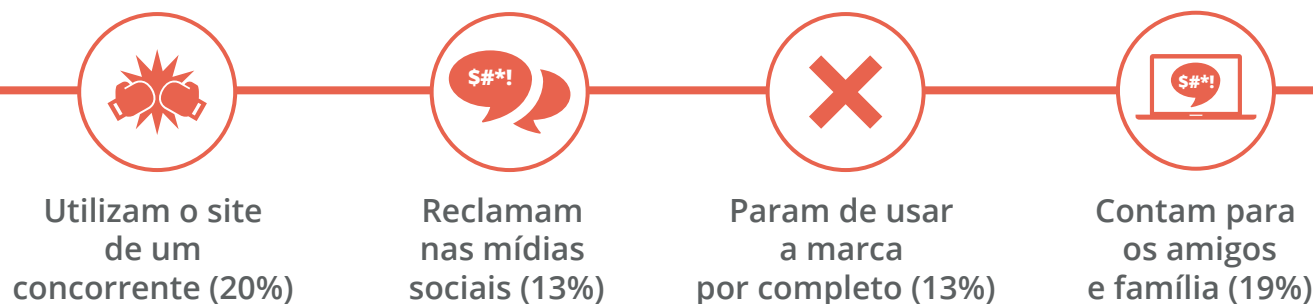 $#*!
$#*!
Utilizam o site
de um
concorrente (20%)
Reclamam
nas mídias
sociais (13%)
Param de usar
a marca
por completo (13%)
Contam para
os amigos
e família (19%)